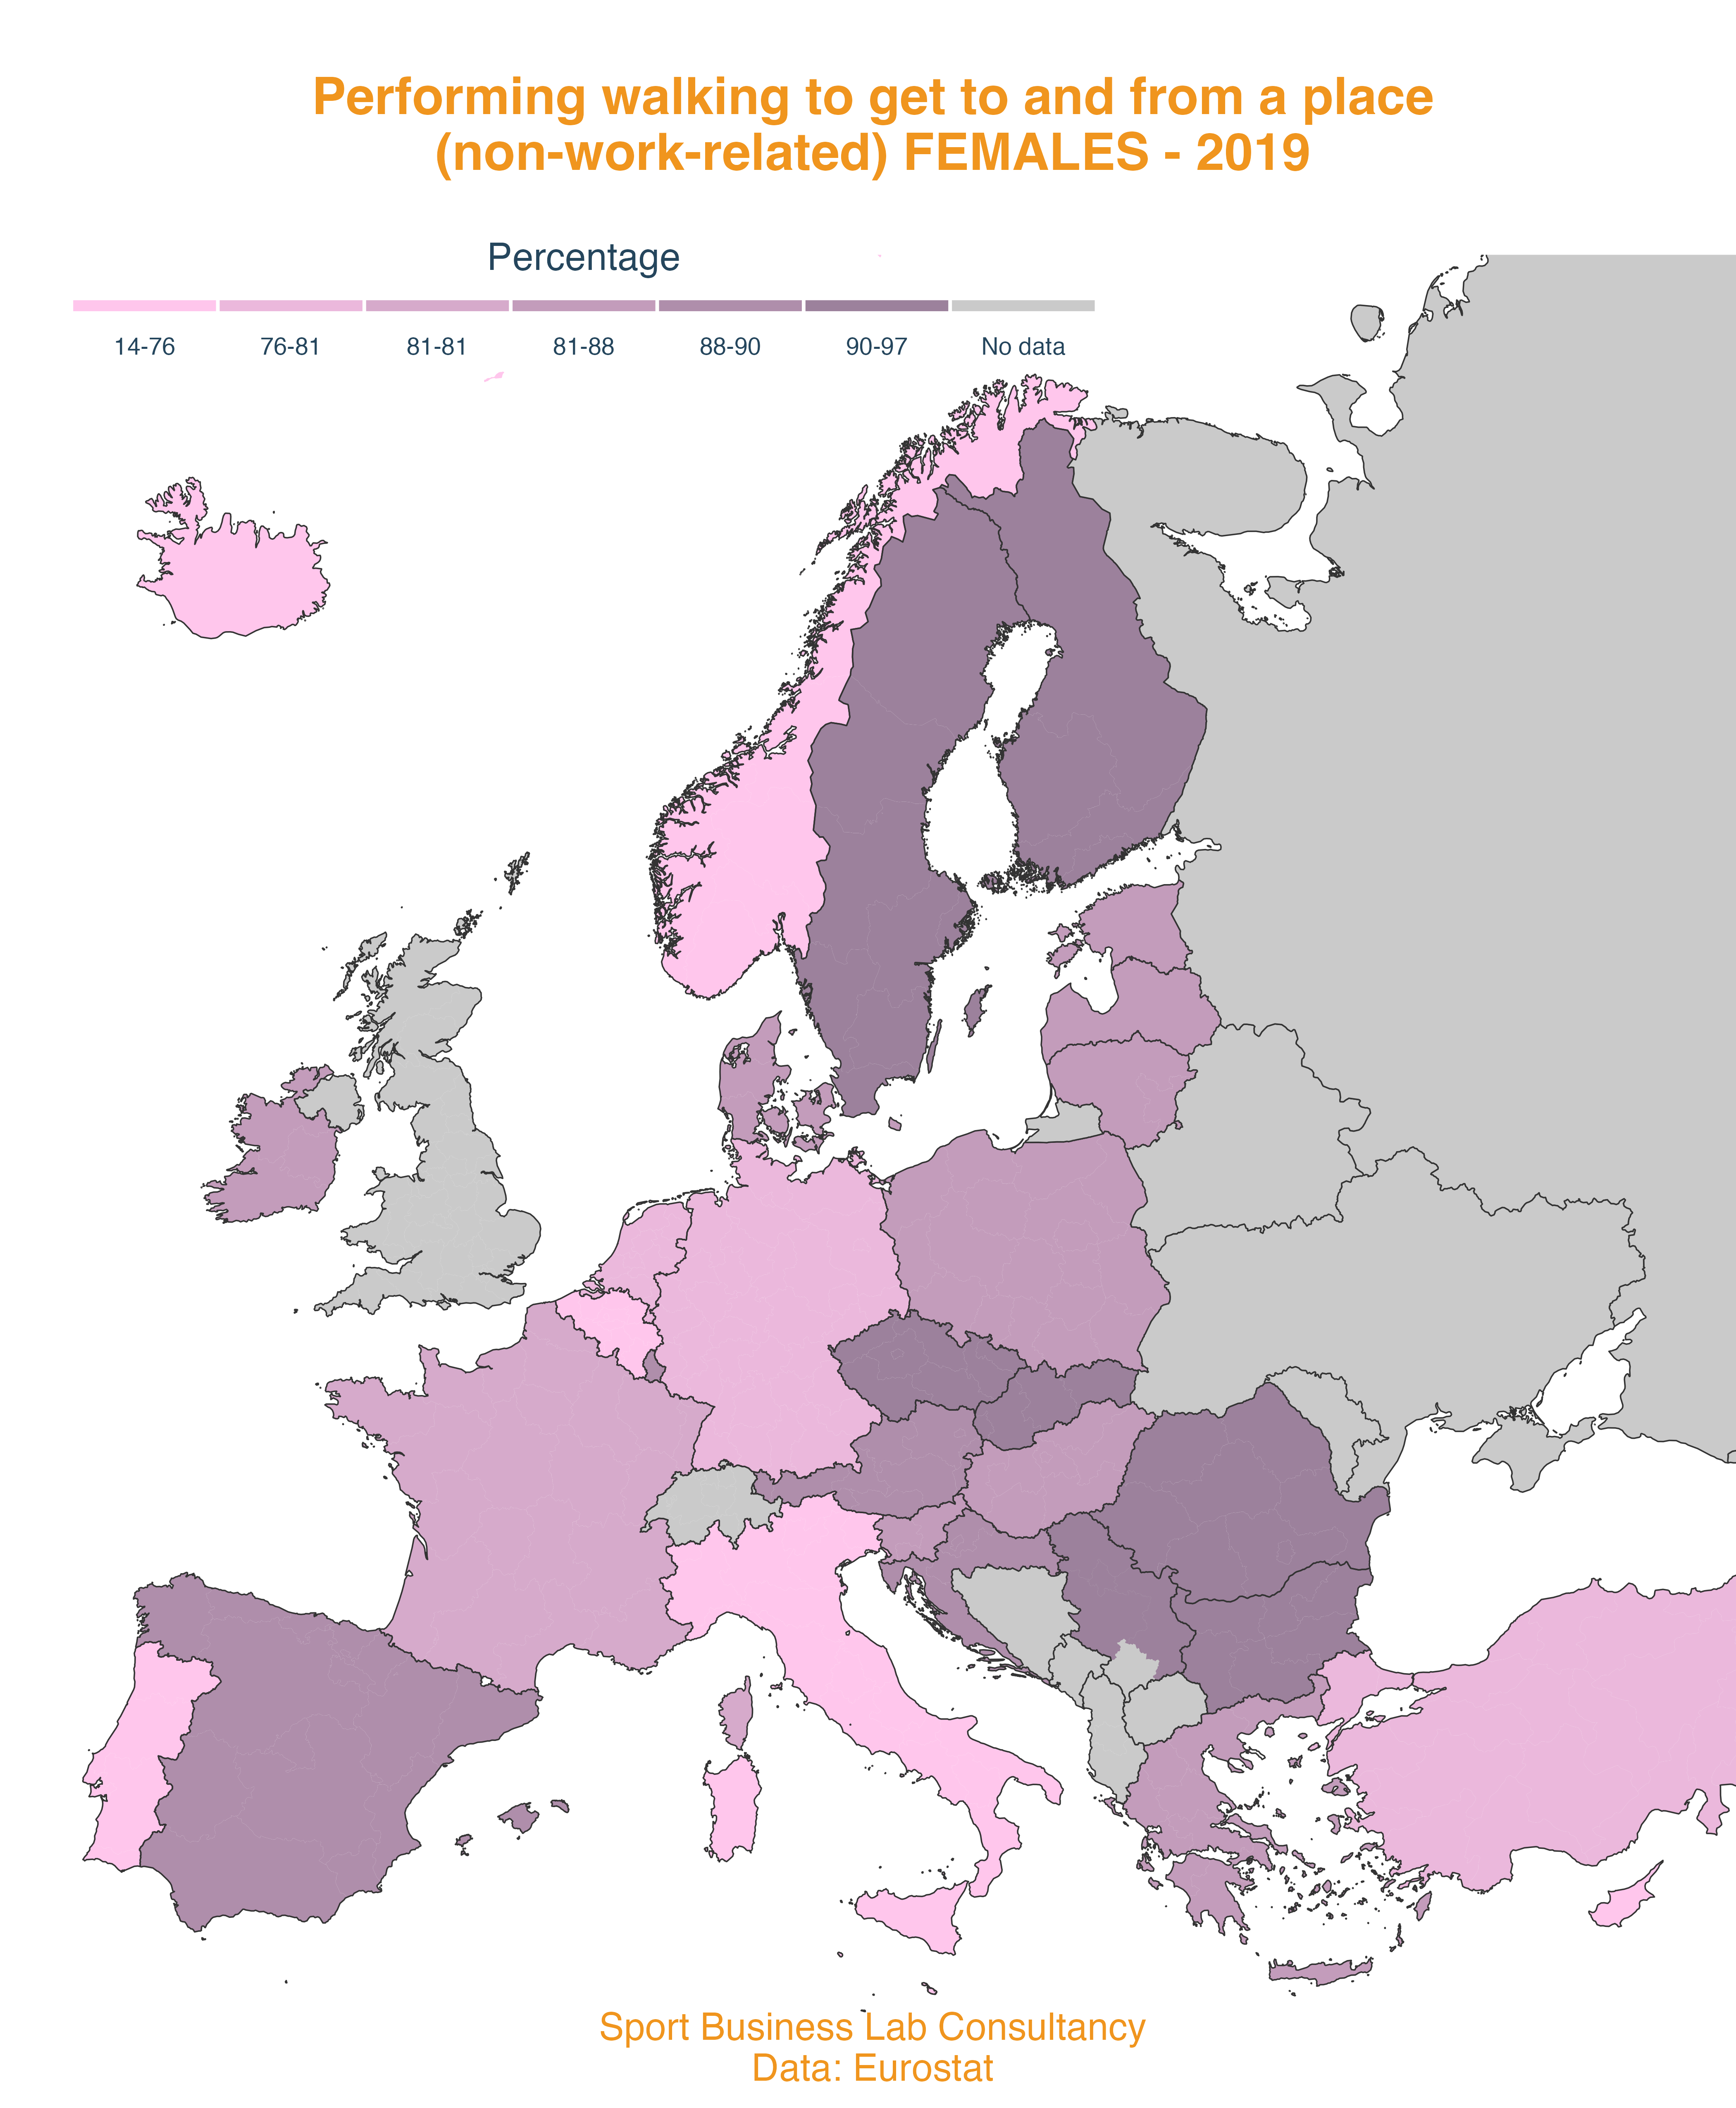 Performing walking to get to and from a place
(non-work-related) FEMALES - 2019
Percentage
14-76 76-81 81-81 81-88 88-90 90-97 No data
Sport Business Lab Consultancy
Data: Eurostat